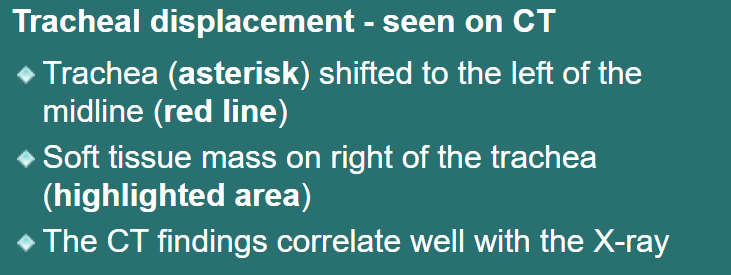 Tracheal displacement - seen on CT
Trachea (asterisk) shifted to the left of the
midline (red line)
Soft tissue mass on right of the trachea
(highlighted area)
The CT findings correlate well with the X-ray